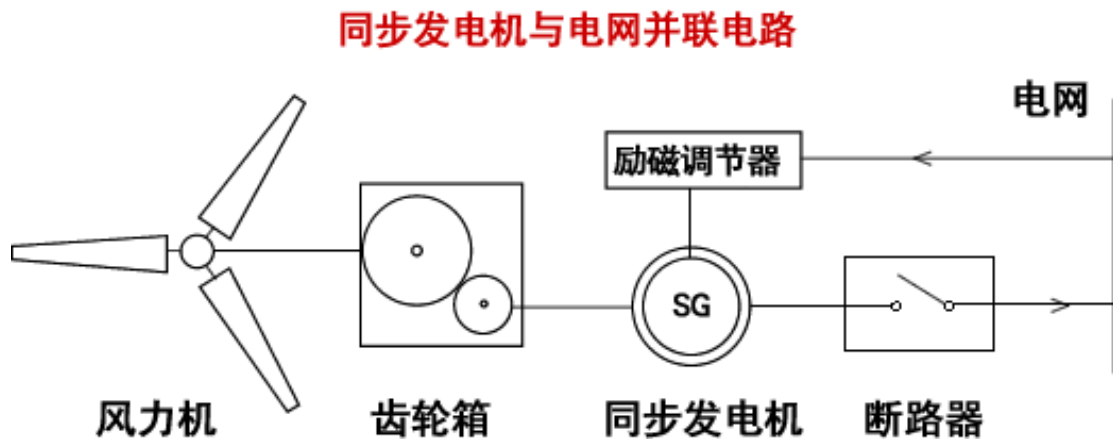 同步发电机与电网并联电路
电网
励磁调节器
SG
风力机
齿轮箱
同步发电机
断路器